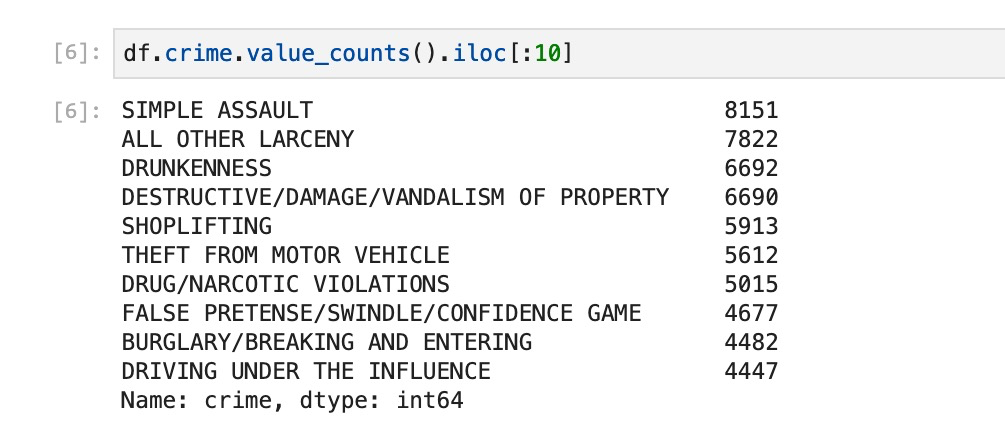 [6]: df.crime.value_counts().iloc[:10]
[6]: SIMPLE ASSAULT 8151
ALL OTHER LARCENY 7822
DRUNKENNESS 6692
DESTRUCTIVE/DAMAGE/VANDALISM OF PROPERTY 6690
SHOPLIFTING 5913
THEFT FROM MOTOR VEHICLE 5612
DRUG/NARCOTIC VIOLATIONS 5015
FALSE PRETENSE/SWINDLE/CONFIDENCE GAME 4677
BURGLARY/BREAKING AND ENTERING 4482
DRIVING UNDER THE INFLUENCE 4447
Name: crime, dtype: int64